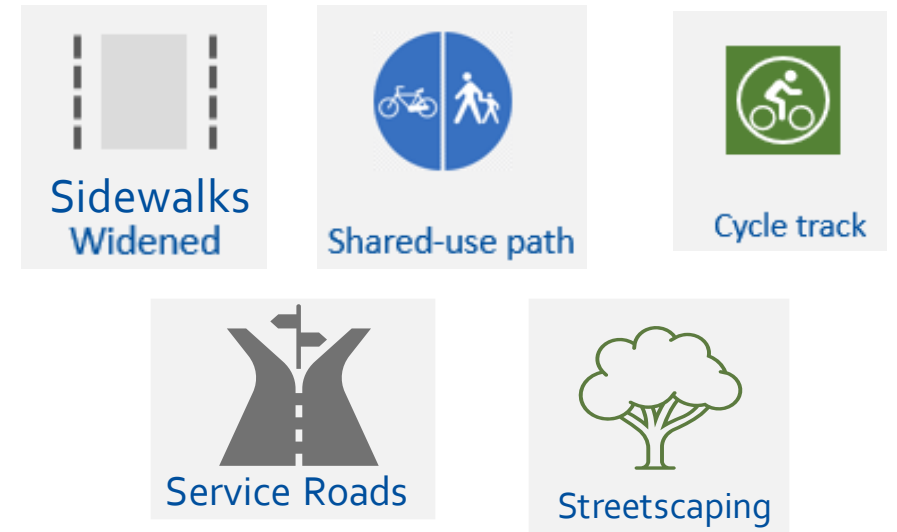 Sidewalks
Widened
Shared-use path
Cycle track
Service Roads
Streetscaping